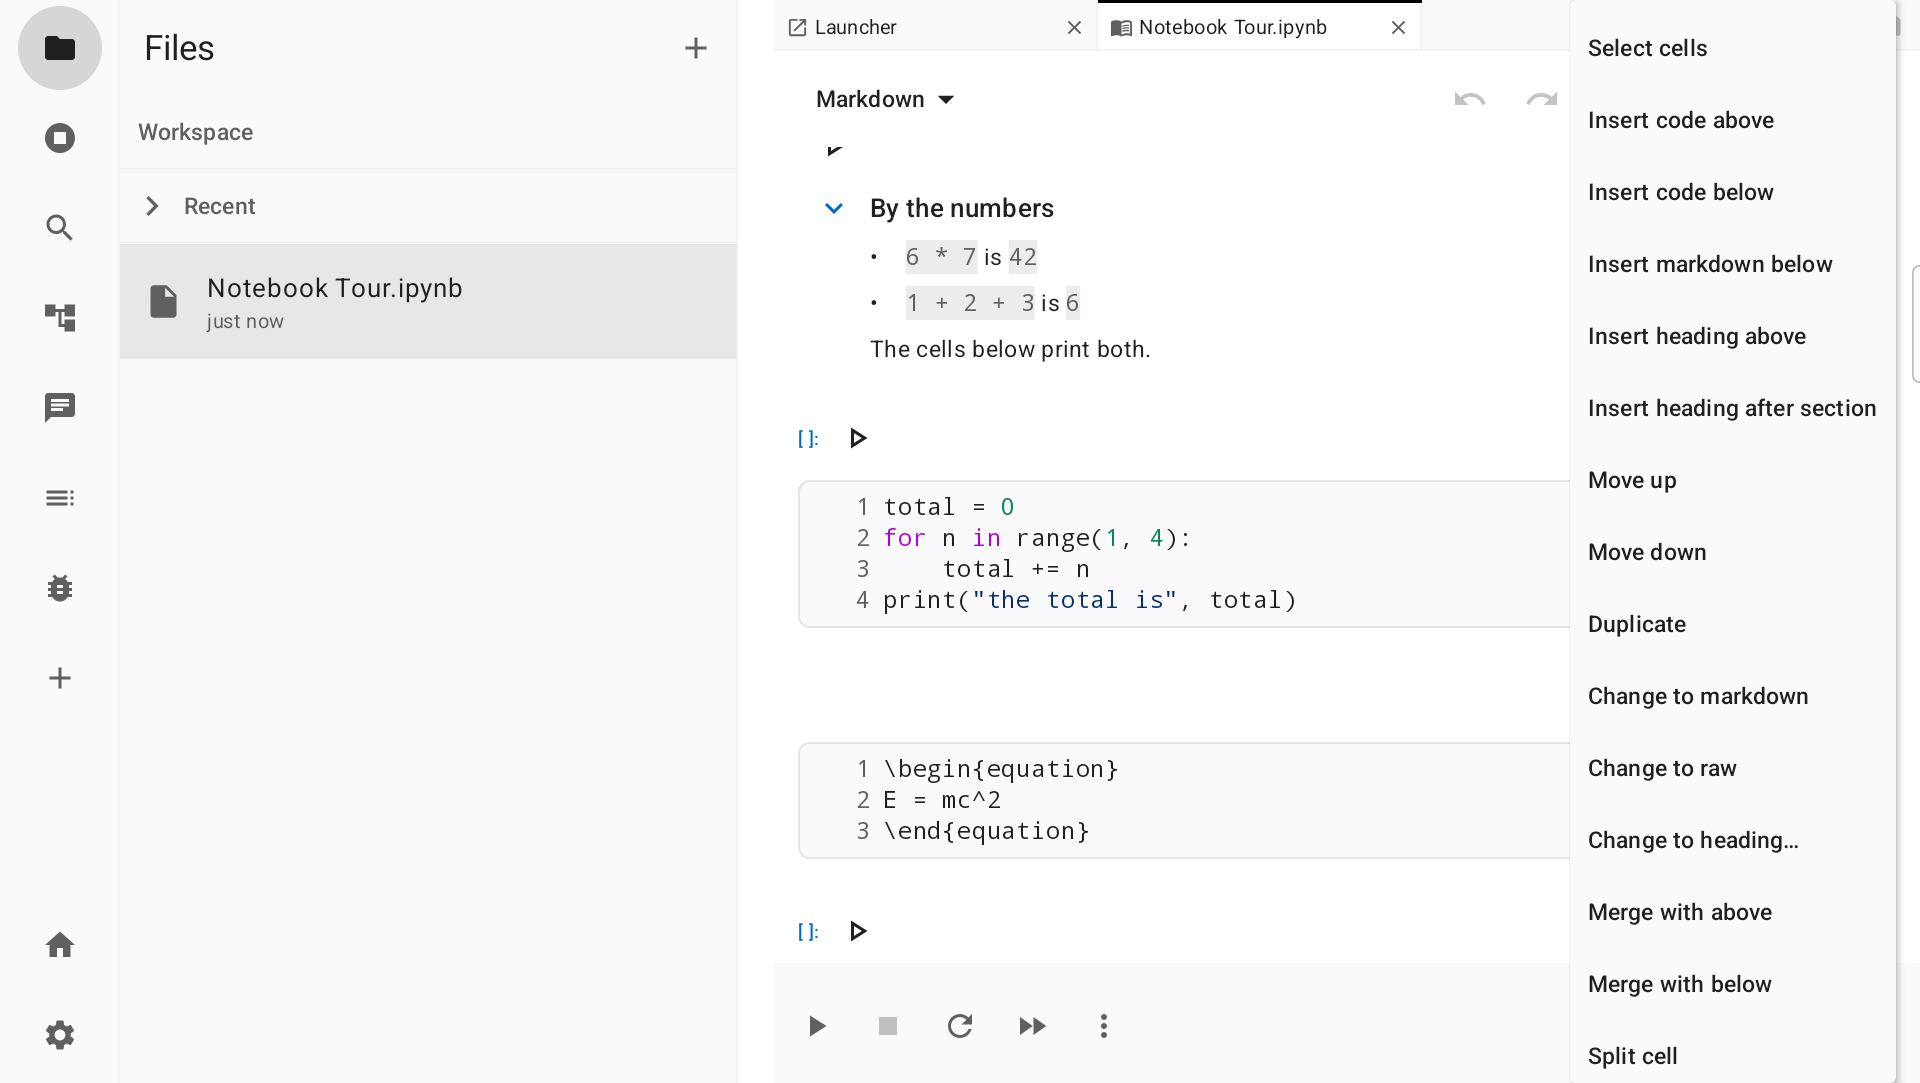 Files
Workspace
Recent
Notebook Tour.ipynb
just now
Launcher
Notebook Tour.ipynb
Markdown
By the numbers
• 6 * 7 is 42
• 1 + 2 + 3 is 6
The cells below print both.
[ ]:
1 total = 0
2 for n in range(1, 4):
3     total += n
4 print("the total is", total)
1 \begin{equation}
2 E = mc^2
3 \end{equation}
[ ]:
Select cells
Insert code above
Insert code below
Insert markdown below
Insert heading above
Insert heading after section
Move up
Move down
Duplicate
Change to markdown
Change to raw
Change to heading…
Merge with above
Merge with below
Split cell